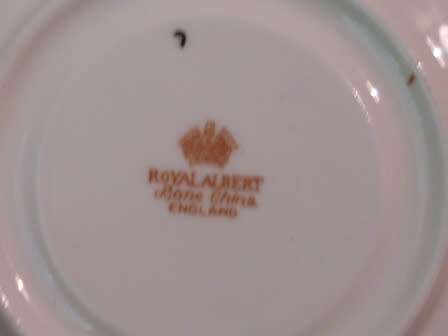 ROYAL ALBERT
Bone China
ENGLAND